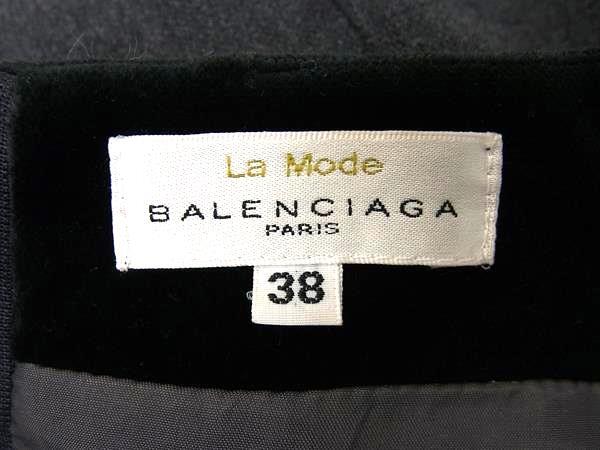 La Mode
BALENCIAGA
PARIS
38